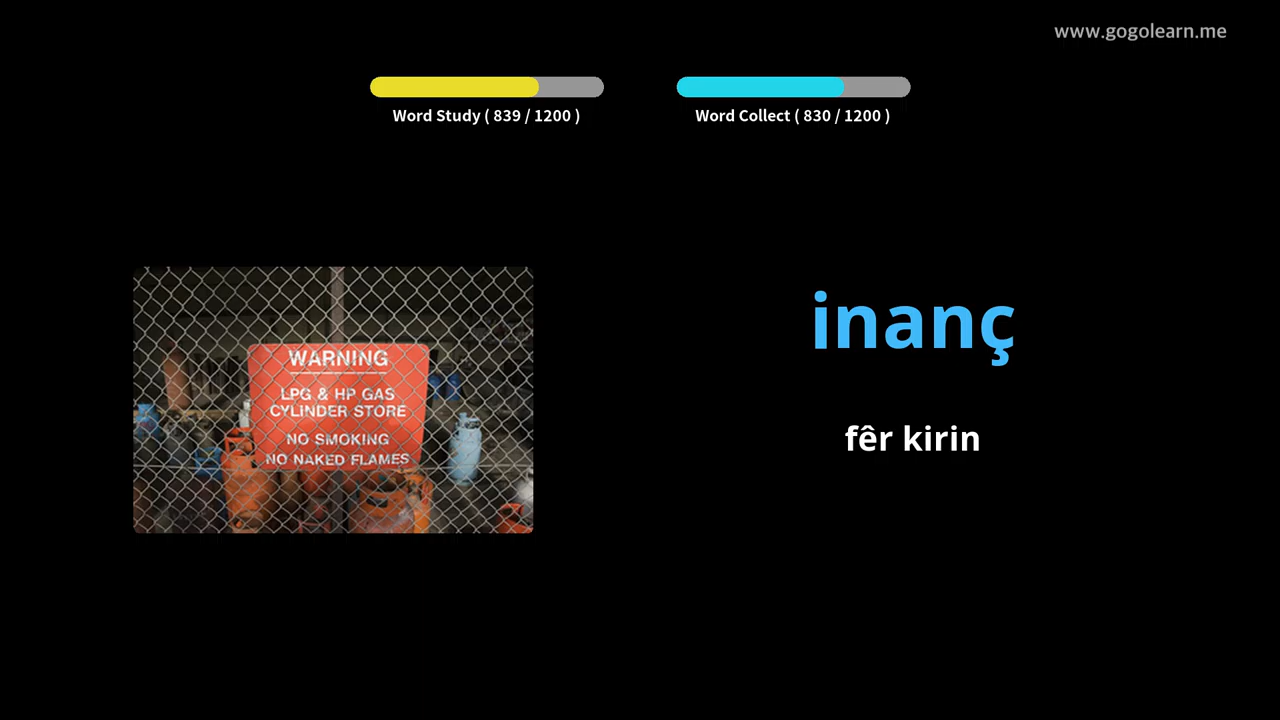 www.gogolearn.me
Word Study ( 839 / 1200 )
Word Collect ( 830 / 1200 )
WARNING
LPG & HP GAS
CYLINDER STORE
NO SMOKING
NO NAKED FLAMES
inanç
fêr kirin